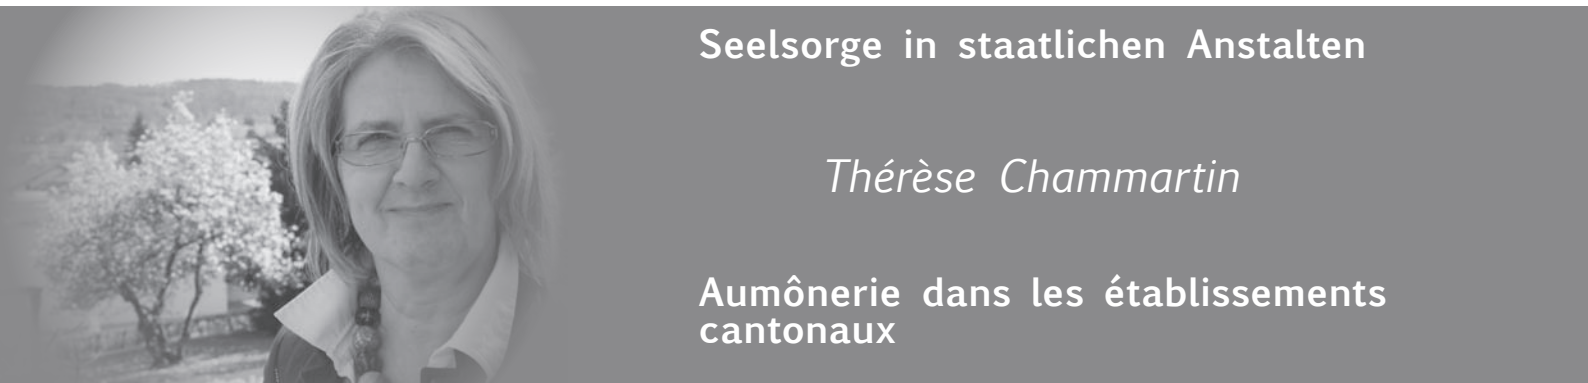 Seelsorge in staatlichen Anstalten
Thérèse Chammartin
Aumônerie dans les établissements
cantonaux